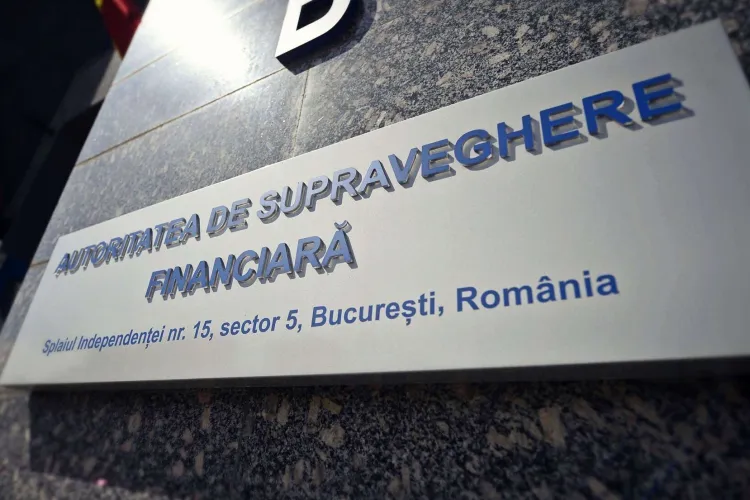 D
AUTORITATEA DE SUPRAVEGHERE
FINANCIARĂ
Splaiul Independenței nr. 15, sector 5, București, România